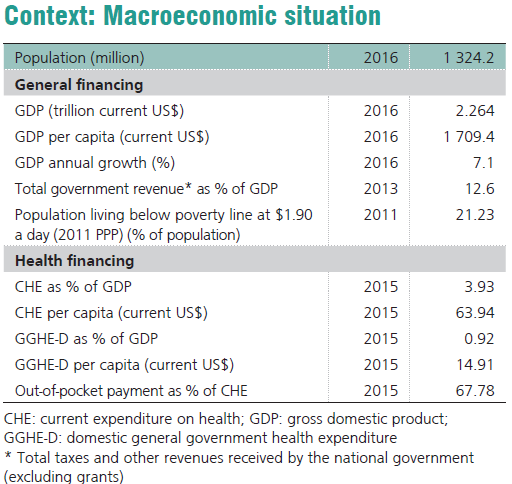 Context: Macroeconomic situation
Population (million) 2016 1 324.2
General financing
GDP (trillion current US$) 2016 2.264
GDP per capita (current US$) 2016 1 709.4
GDP annual growth (%) 2016 7.1
Total government revenue* as % of GDP 2013 12.6
Population living below poverty line at $1.90 2011 21.23
a day (2011 PPP) (% of population)
Health financing
CHE as % of GDP 2015 3.93
CHE per capita (current US$) 2015 63.94
GGHE-D as % of GDP 2015 0.92
GGHE-D per capita (current US$) 2015 14.91
Out-of-pocket payment as % of CHE 2015 67.78
CHE: current expenditure on health; GDP: gross domestic product;
GGHE-D: domestic general government health expenditure
* Total taxes and other revenues received by the national government
(excluding grants)